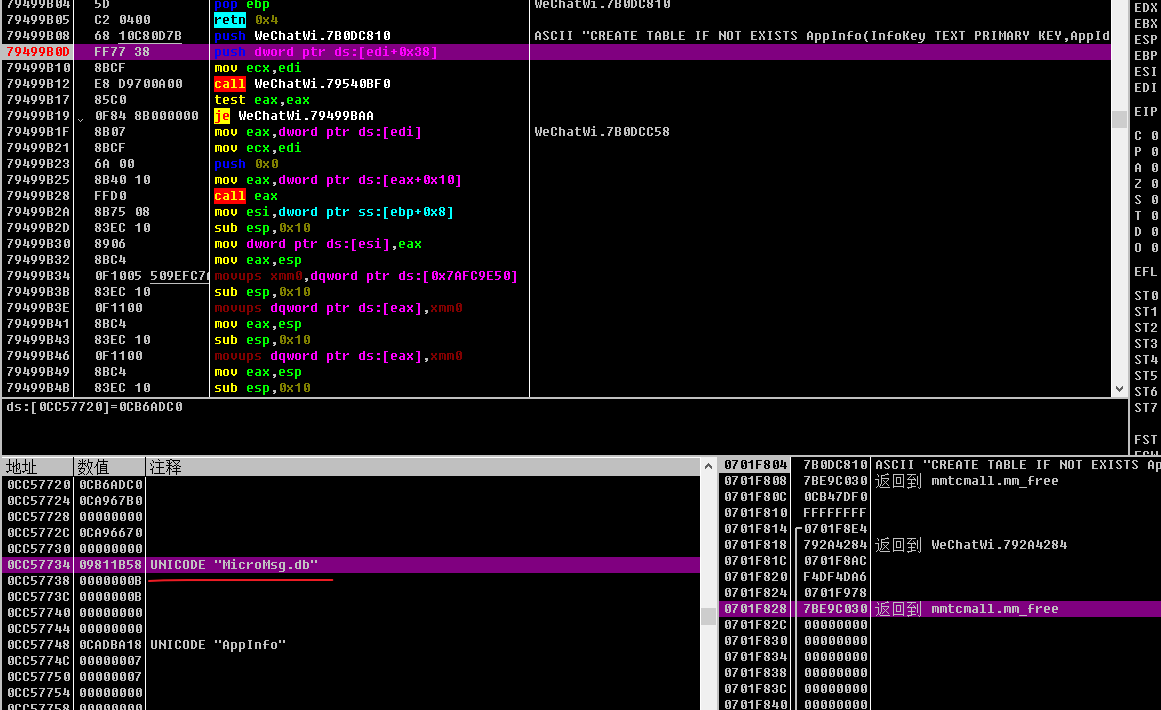 79499B04 5D pop ebp WeChatWi.7B0DC810
79499B05 C2 0400 retn 0x4
79499B08 68 10C80D7B push WeChatWi.7B0DC810 ASCII "CREATE TABLE IF NOT EXISTS AppInfo(InfoKey TEXT PRIMARY KEY,AppId
79499B0D FF77 38 push dword ptr ds:[edi+0x38]
79499B10 8BCF mov ecx,edi
79499B12 E8 D9700A00 call WeChatWi.79540BF0
79499B17 85C0 test eax,eax
79499B19 0F84 8B000000 je WeChatWi.79499BAA
79499B1F 8B07 mov eax,dword ptr ds:[edi] WeChatWi.7B0DCC58
79499B21 8BCF mov ecx,edi
79499B23 6A 00 push 0x0
79499B25 8B40 10 mov eax,dword ptr ds:[eax+0x10]
79499B28 FFD0 call eax
79499B2A 8B75 08 mov esi,dword ptr ss:[ebp+0x8]
79499B2D 83EC 10 sub esp,0x10
79499B30 8906 mov dword ptr ds:[esi],eax
79499B32 8BC4 mov eax,esp
79499B34 0F1005 509EFC7A movups xmm0,dqword ptr ds:[0x7AFC9E50]
79499B3B 83EC 10 sub esp,0x10
79499B3E 0F1100 movups dqword ptr ds:[eax],xmm0
79499B41 8BC4 mov eax,esp
79499B43 83EC 10 sub esp,0x10
79499B46 0F1100 movups dqword ptr ds:[eax],xmm0
79499B49 8BC4 mov eax,esp
79499B4B 83EC 10 sub esp,0x10
EDX
EBX
ESP
EBP
ESI
EDI
EIP
C 0
P 0
A 0
Z 0
S 0
T 0
D 0
O 0
EFL
ST0
ST1
ST2
ST3
ST4
ST5
ST6
ST7
FST
ds:[0CC57720]=0CB6ADC0
地址 数值 注释
0CC57720 0CB6ADC0
0CC57724 0CA967B0
0CC57728 00000000
0CC5772C 0CA96670
0CC57730 00000000
0CC57734 09811B58 UNICODE "MicroMsg.db"
0CC57738 0000000B
0CC5773C 0000000B
0CC57740 00000000
0CC57744 00000000
0CC57748 0CADBA18 UNICODE "AppInfo"
0CC5774C 00000007
0CC57750 00000007
0CC57754 00000000
0CC57758 00000000
0701F804 7B0DC810 ASCII "CREATE TABLE IF NOT EXISTS Ap
0701F808 7BE9C030 返回到 mmtcmall.mm_free
0701F80C 0CB47DF0
0701F810 FFFFFFFF
0701F814 0701F8E4
0701F818 792A4284 返回到 WeChatWi.792A4284
0701F81C 0701F8AC
0701F820 F4DF4DA6
0701F824 0701F978
0701F828 7BE9C030 返回到 mmtcmall.mm_free
0701F82C 00000000
0701F830 00000000
0701F834 00000000
0701F838 00000000
0701F83C 00000000
0701F840 00000000